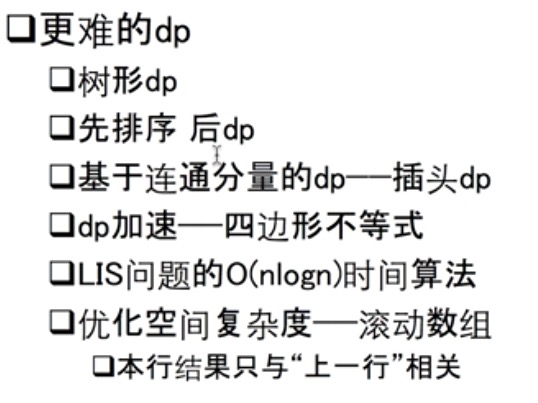 更难的dp
树形dp
先排序 后dp
基于连通分量的dp——插头dp
dp加速——四边形不等式
LIS问题的O(nlogn)时间算法
优化空间复杂度——滚动数组
本行结果只与“上一行”相关